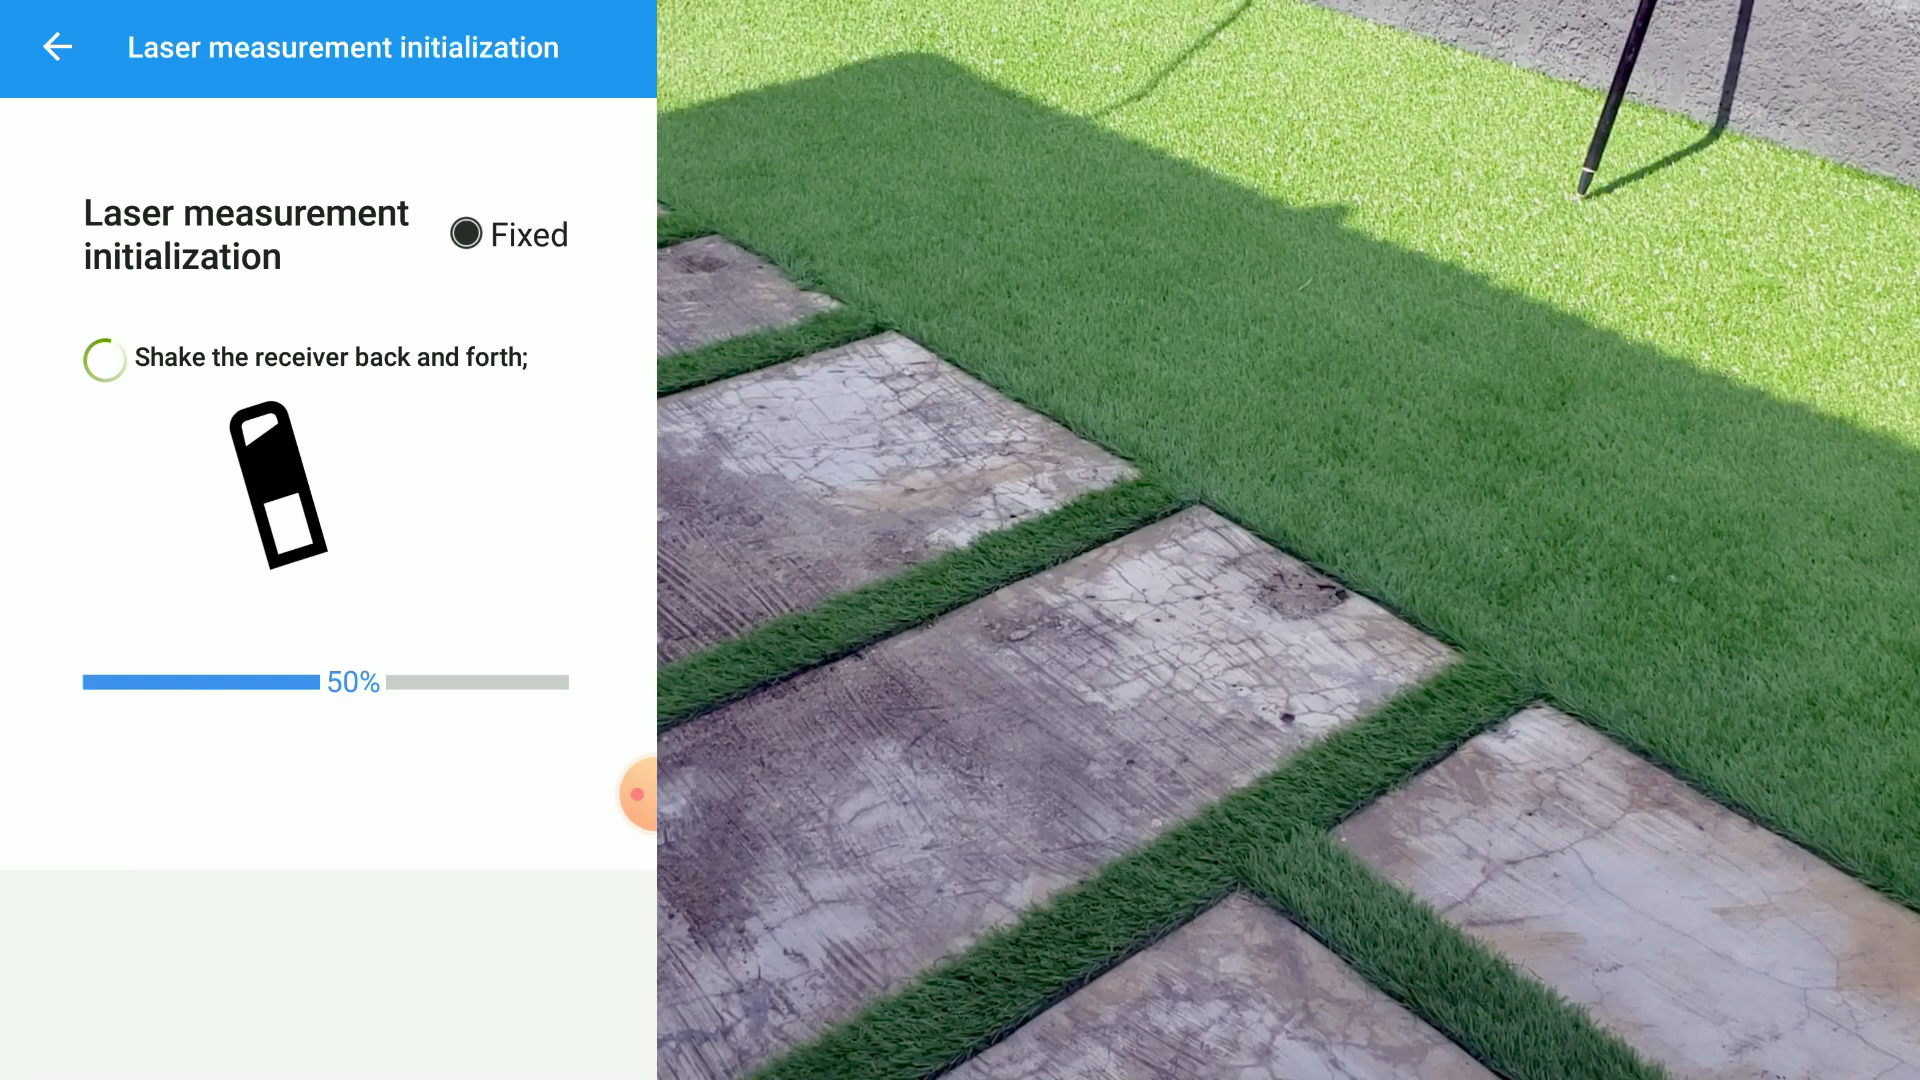 Laser measurement initialization
Laser measurement
initialization
Fixed
Shake the receiver back and forth;
50%